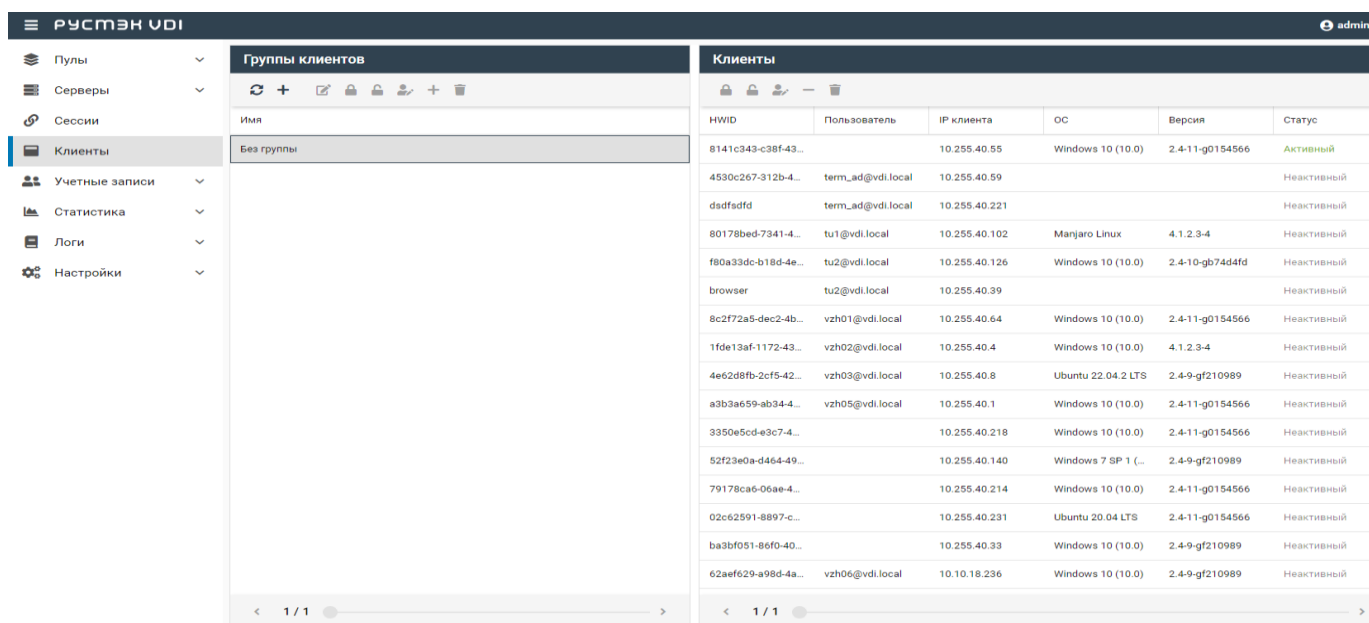 РУСТЭК VDI admin
Пулы
Серверы
Сессии
Клиенты
Учетные записи
Статистика
Логи
Настройки
Группы клиентов
Имя
Без группы
1 / 1
Клиенты
HWID Пользователь IP клиента ОС Версия Статус
8141c343-c38f-43... 10.255.40.55 Windows 10 (10.0) 2.4-11-g0154566 Активный
4530c267-312b-4... term_ad@vdi.local 10.255.40.59 Неактивный
dsdfsdfd term_ad@vdi.local 10.255.40.221 Неактивный
80178bed-7341-4... tu1@vdi.local 10.255.40.102 Manjaro Linux 4.1.2.3-4 Неактивный
f80a33dc-b18d-4e... tu2@vdi.local 10.255.40.126 Windows 10 (10.0) 2.4-10-gb74d4fd Неактивный
browser tu2@vdi.local 10.255.40.39 Неактивный
8c2f72a5-dec2-4b... vzh01@vdi.local 10.255.40.64 Windows 10 (10.0) 2.4-11-g0154566 Неактивный
1fde13af-1172-43... vzh02@vdi.local 10.255.40.4 Windows 10 (10.0) 4.1.2.3-4 Неактивный
4e62d8fb-2cf5-42... vzh03@vdi.local 10.255.40.8 Ubuntu 22.04.2 LTS 2.4-9-gf210989 Неактивный
a3b3a659-ab34-4... vzh05@vdi.local 10.255.40.1 Windows 10 (10.0) 2.4-11-g0154566 Неактивный
3350e5cd-e3c7-4... 10.255.40.218 Windows 10 (10.0) 2.4-11-g0154566 Неактивный
52f23e0a-d464-49... 10.255.40.140 Windows 7 SP 1 (... 2.4-9-gf210989 Неактивный
79178ca6-06ae-4... 10.255.40.214 Windows 10 (10.0) 2.4-11-g0154566 Неактивный
02c62591-8897-c... 10.255.40.231 Ubuntu 20.04 LTS 2.4-11-g0154566 Неактивный
ba3bf051-86f0-40... 10.255.40.33 Windows 10 (10.0) 2.4-9-gf210989 Неактивный
62aef629-a98d-4a... vzh06@vdi.local 10.10.18.236 Windows 10 (10.0) 2.4-9-gf210989 Неактивный
1 / 1